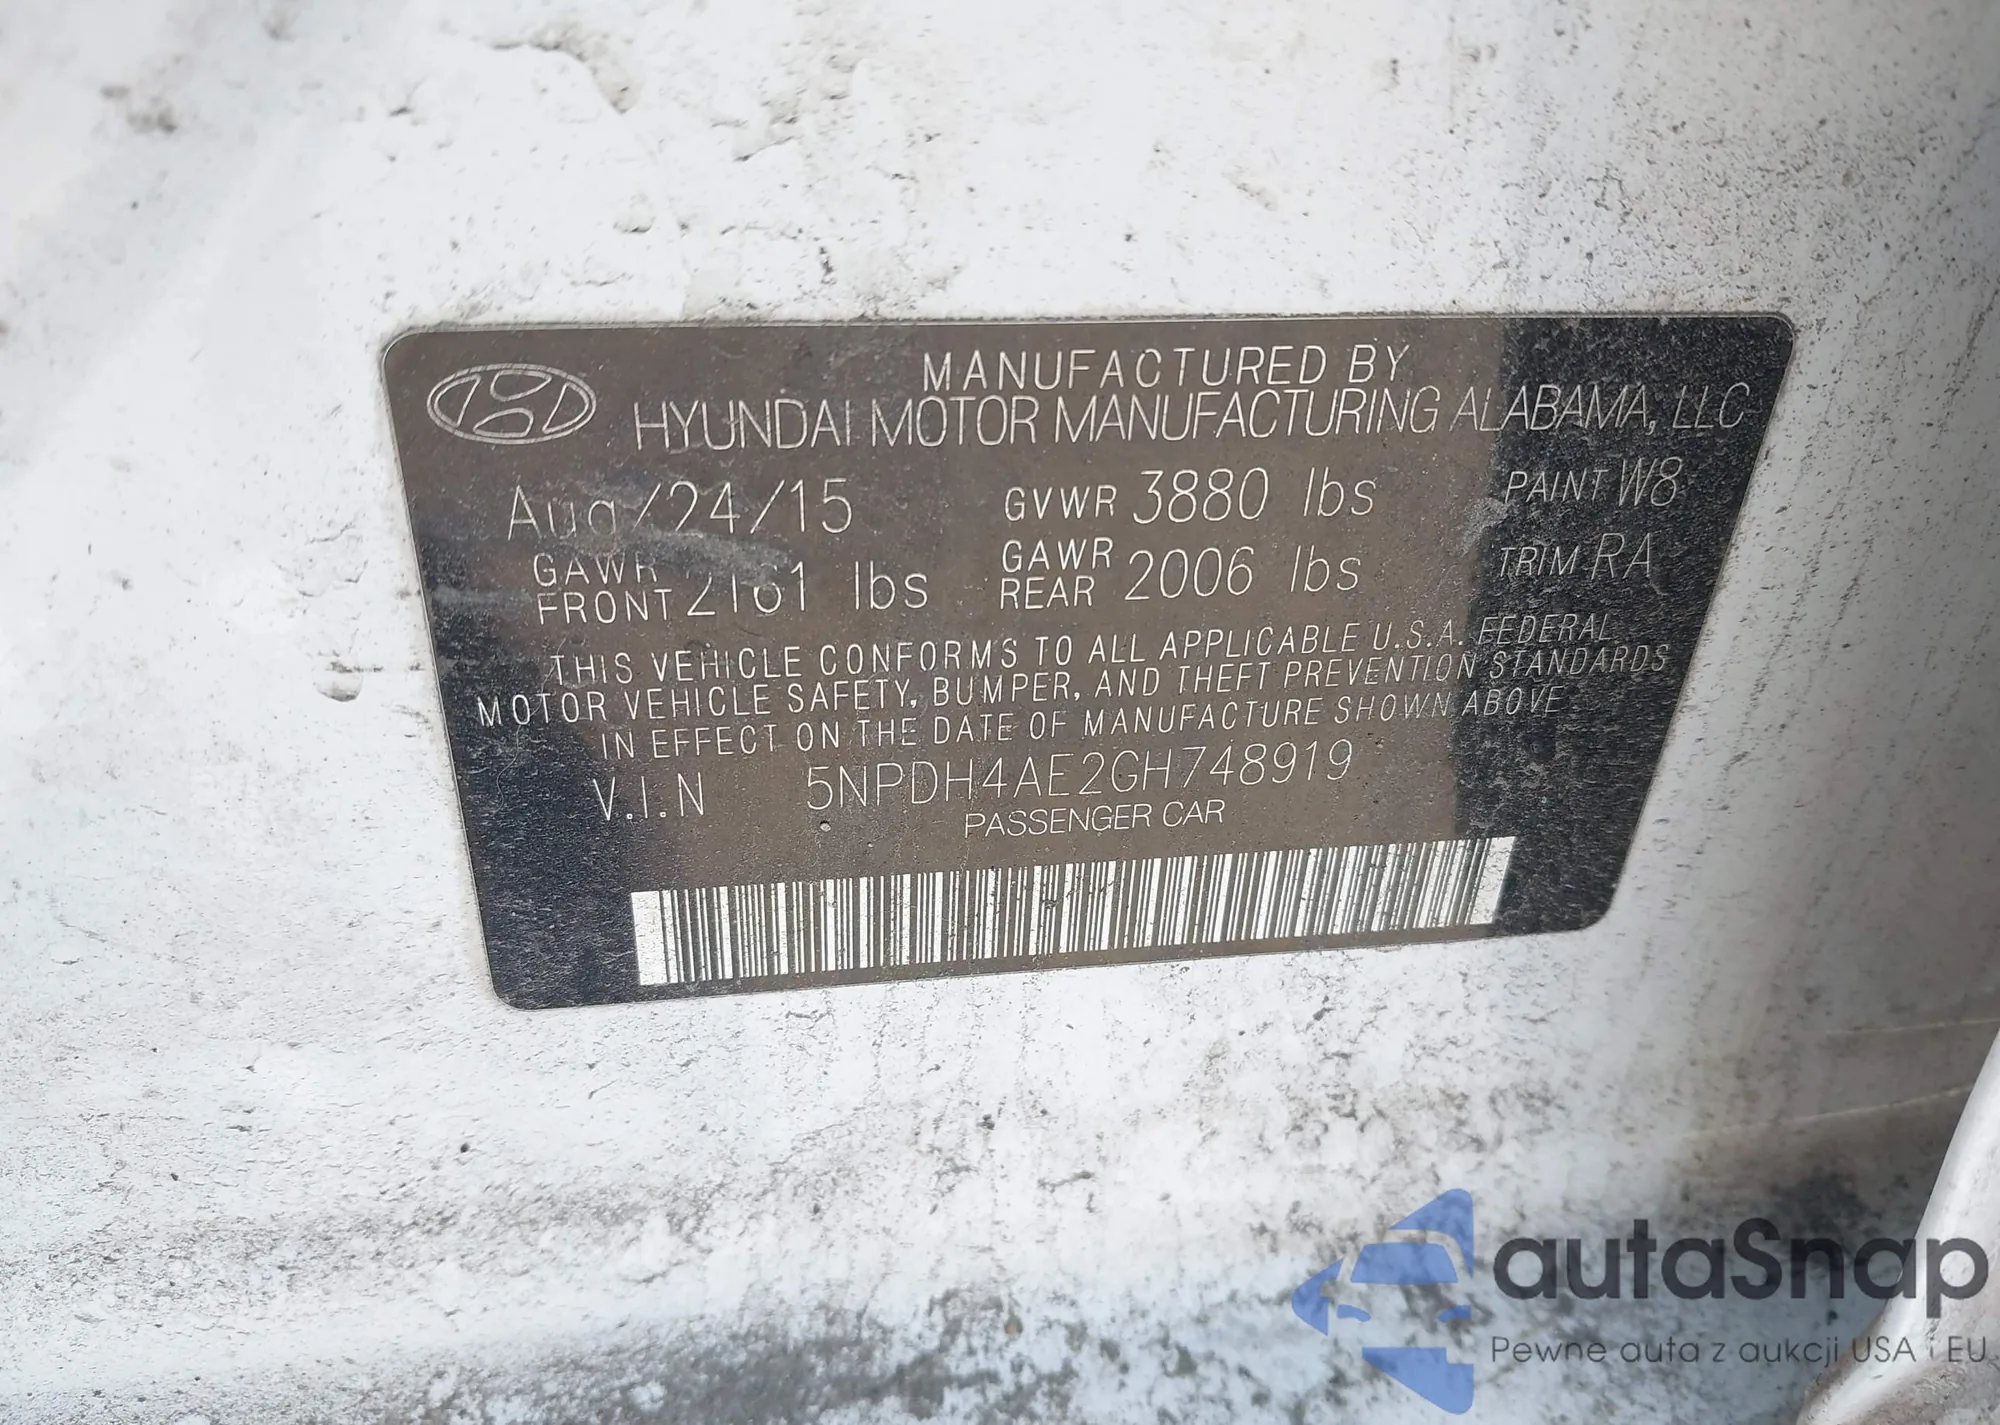 MANUFACTURED BY
HYUNDAI MOTOR MANUFACTURING ALABAMA, LLC
Aug/24/15 GVWR 3880 lbs PAINT W8
GAWR FRONT 2161 lbs GAWR REAR 2006 lbs TRIM RA
THIS VEHICLE CONFORMS TO ALL APPLICABLE U.S.A. FEDERAL
MOTOR VEHICLE SAFETY, BUMPER, AND THEFT PREVENTION STANDARDS
IN EFFECT ON THE DATE OF MANUFACTURE SHOWN ABOVE
V.I.N 5NPDH4AE2GH748919
PASSENGER CAR
autaSnap
Pewne auta z aukcji USA i EU